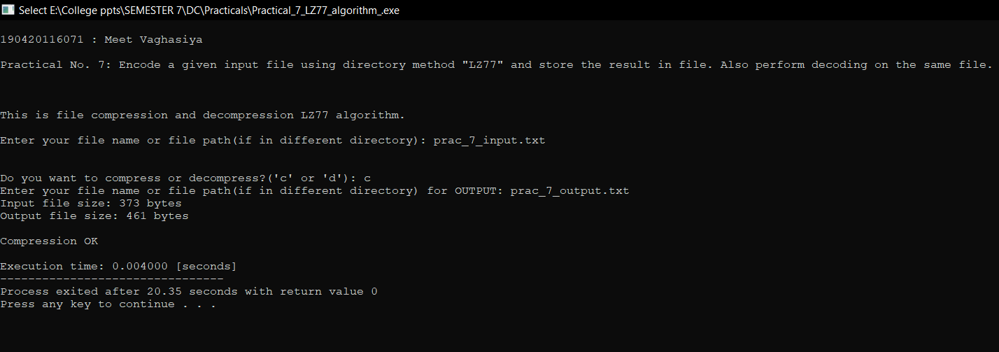 Select E:\College ppts\SEMESTER 7\DC\Practicals\Practical_7_LZ77_algorithm_.exe
190420116071 : Meet Vaghasiya
Practical No. 7: Encode a given input file using directory method "LZ77" and store the result in file. Also perform decoding on the same file.
This is file compression and decompression LZ77 algorithm.
Enter your file name or file path(if in different directory): prac_7_input.txt
Do you want to compress or decompress?('c' or 'd'): c
Enter your file name or file path(if in different directory) for OUTPUT: prac_7_output.txt
Input file size: 373 bytes
Output file size: 461 bytes
Compression OK
Execution time: 0.004000 [seconds]
--------------------------------
Process exited after 20.35 seconds with return value 0
Press any key to continue . . .